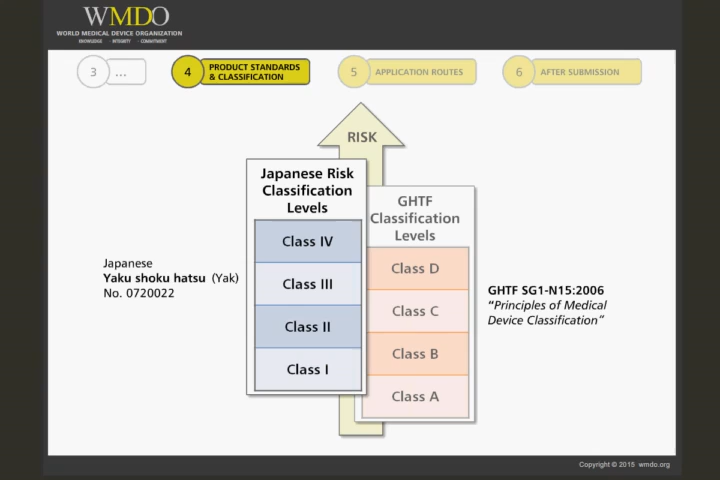 WMDO
WORLD MEDICAL DEVICE ORGANIZATION
KNOWLEDGE · INTEGRITY · COMMITMENT
3 ...
4 PRODUCT STANDARDS
& CLASSIFICATION
5 APPLICATION ROUTES
6 AFTER SUBMISSION
RISK
Japanese Risk
Classification
Levels
Class IV
Class III
Class II
Class I
GHTF
Classification
Levels
Class D
Class C
Class B
Class A
Japanese
Yaku shoku hatsu (Yak)
No. 0720022
GHTF SG1-N15:2006
“Principles of Medical
Device Classification”
Copyright © 2015 wmdo.org